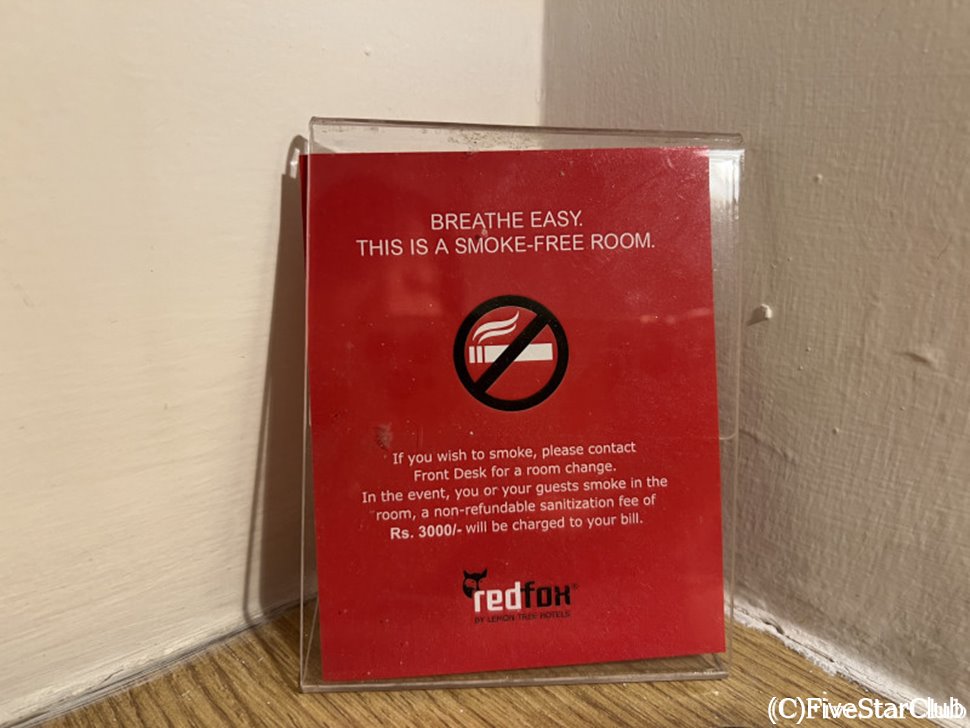 BREATHE EASY.
THIS IS A SMOKE-FREE ROOM.
If you wish to smoke, please contact
Front Desk for a room change.
In the event, you or your guests smoke in the
room, a non-refundable sanitization fee of
Rs. 3000/- will be charged to your bill.
redfox®
BY LEMON TREE HOTELS
(C)FiveStarClub